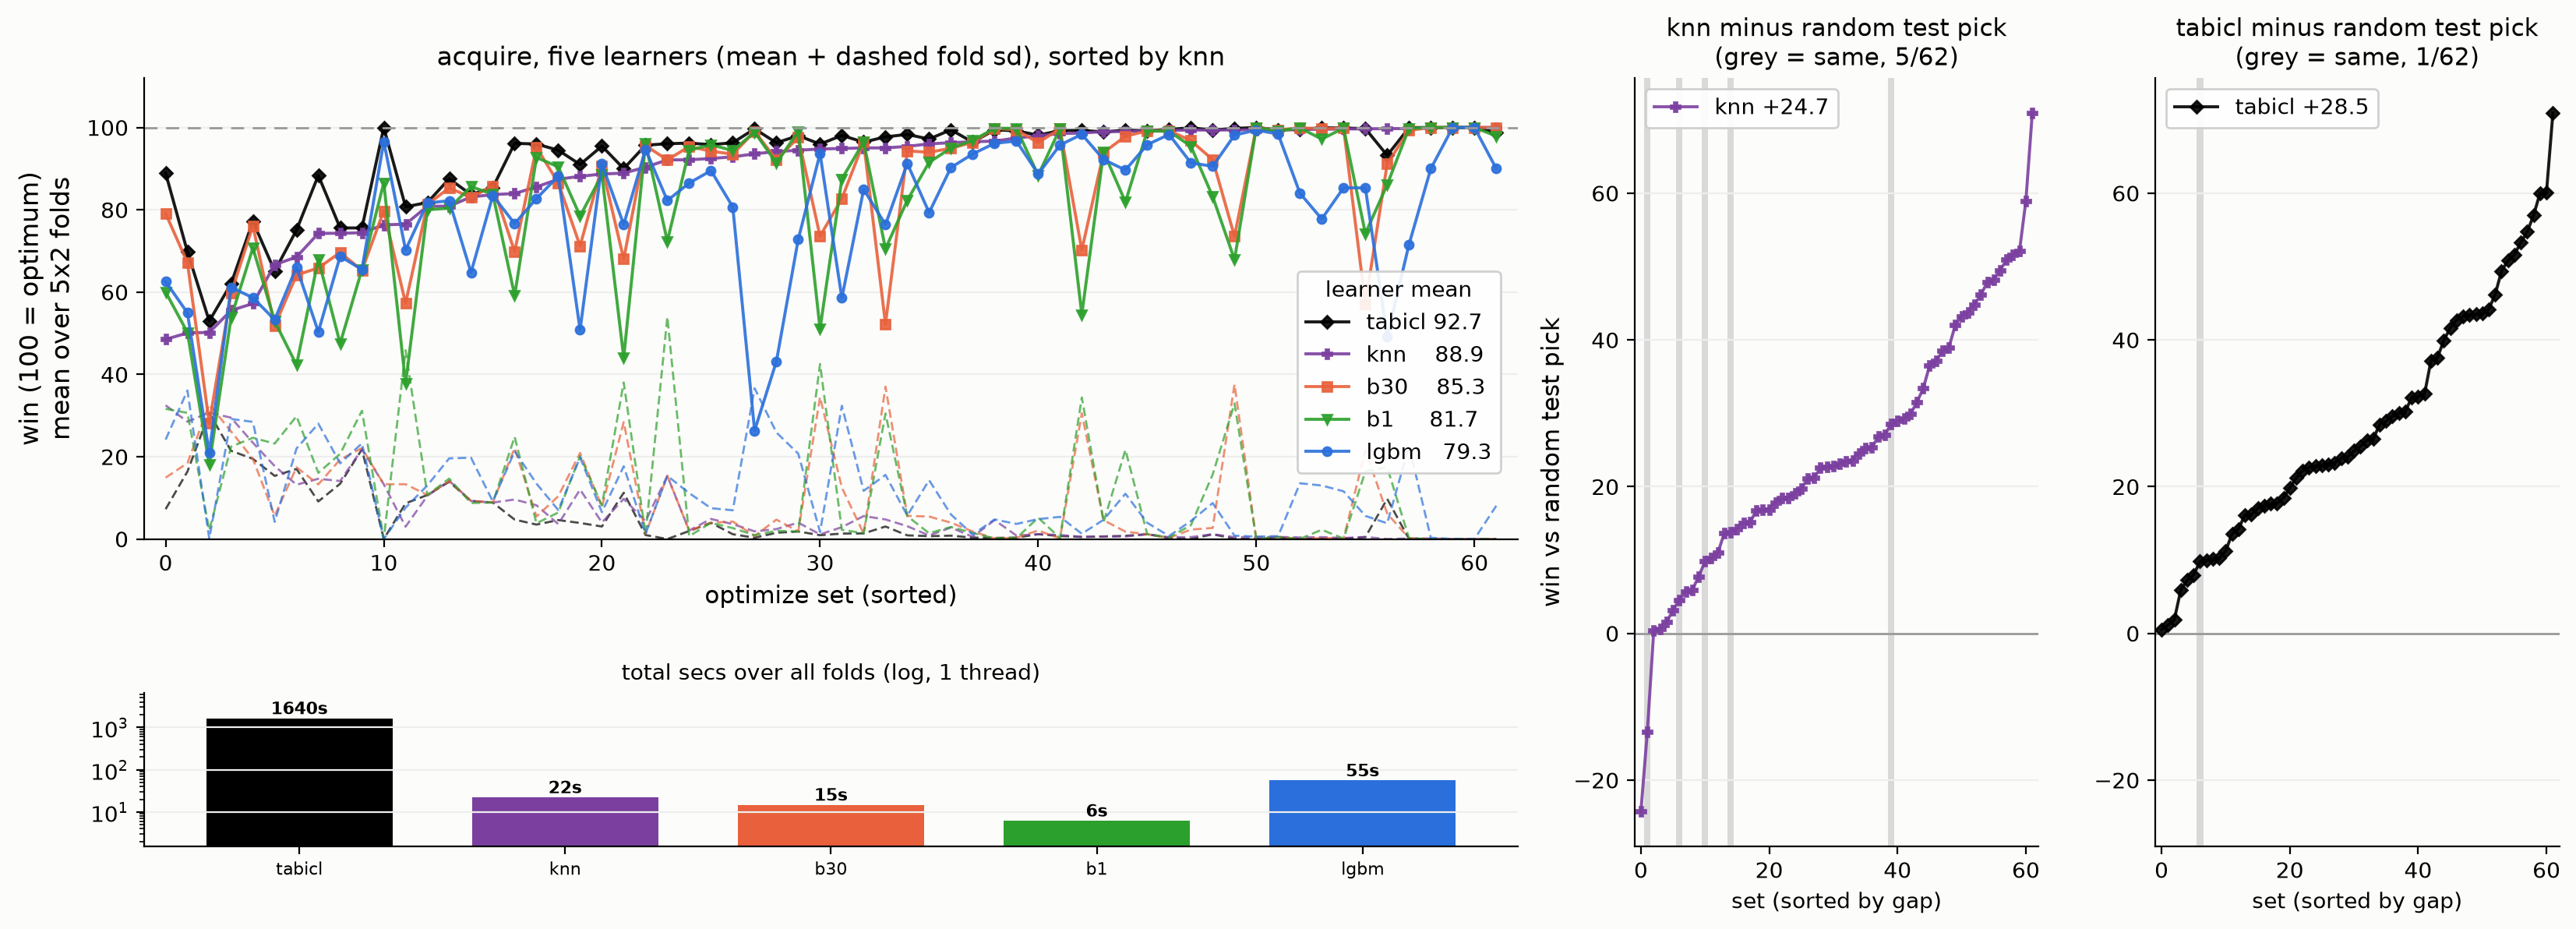 acquire, five learners (mean + dashed fold sd), sorted by knn
win (100 = optimum)
mean over 5x2 folds
100
80
60
40
20
0
learner mean
tabicl 92.7
knn 88.9
b30 85.3
b1 81.7
lgbm 79.3
0 10 20 30 40 50 60
optimize set (sorted)
total secs over all folds (log, 1 thread)
10^3
10^2
10^1
1640s
22s
15s
6s
55s
tabicl knn b30 b1 lgbm
knn minus random test pick
(grey = same, 5/62)
knn +24.7
win vs random test pick
60
40
20
0
−20
0 20 40 60
set (sorted by gap)
tabicl minus random test pick
(grey = same, 1/62)
tabicl +28.5
60
40
20
0
−20
0 20 40 60
set (sorted by gap)